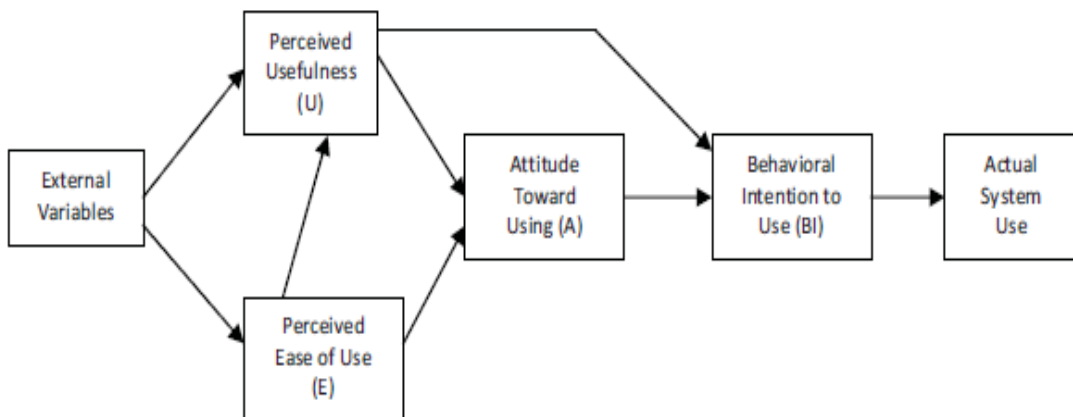 Perceived
Usefulness
(U)
External
Variables
Attitude
Toward
Using (A)
Behavioral
Intention to
Use (BI)
Actual
System
Use
Perceived
Ease of Use
(E)